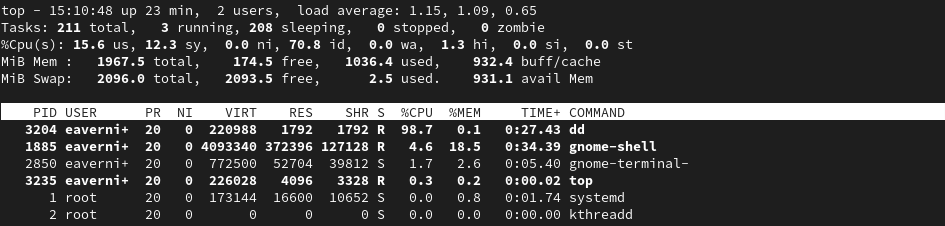 top - 15:10:48 up 23 min,  2 users,  load average: 1.15, 1.09, 0.65
Tasks: 211 total,   3 running, 208 sleeping,   0 stopped,   0 zombie
%Cpu(s): 15.6 us, 12.3 sy,  0.0 ni, 70.8 id,  0.0 wa,  1.3 hi,  0.0 si,  0.0 st
MiB Mem :   1967.5 total,    174.5 free,   1036.4 used,    932.4 buff/cache
MiB Swap:   2096.0 total,   2093.5 free,      2.5 used.    931.1 avail Mem
PID USER      PR  NI    VIRT    RES    SHR S  %CPU  %MEM     TIME+ COMMAND
3204 eaverni+  20   0  220988   1792   1792 R  98.7   0.1   0:27.43 dd
1885 eaverni+  20   0 4093340 372396 127128 R   4.6  18.5   0:34.39 gnome-shell
2850 eaverni+  20   0  772500  52704  39812 S   1.7   2.6   0:05.40 gnome-terminal-
3235 eaverni+  20   0  226028   4096   3328 R   0.3   0.2   0:00.02 top
1 root      20   0  173144  16600  10652 S   0.0   0.8   0:01.74 systemd
2 root      20   0       0      0      0 S   0.0   0.0   0:00.00 kthreadd